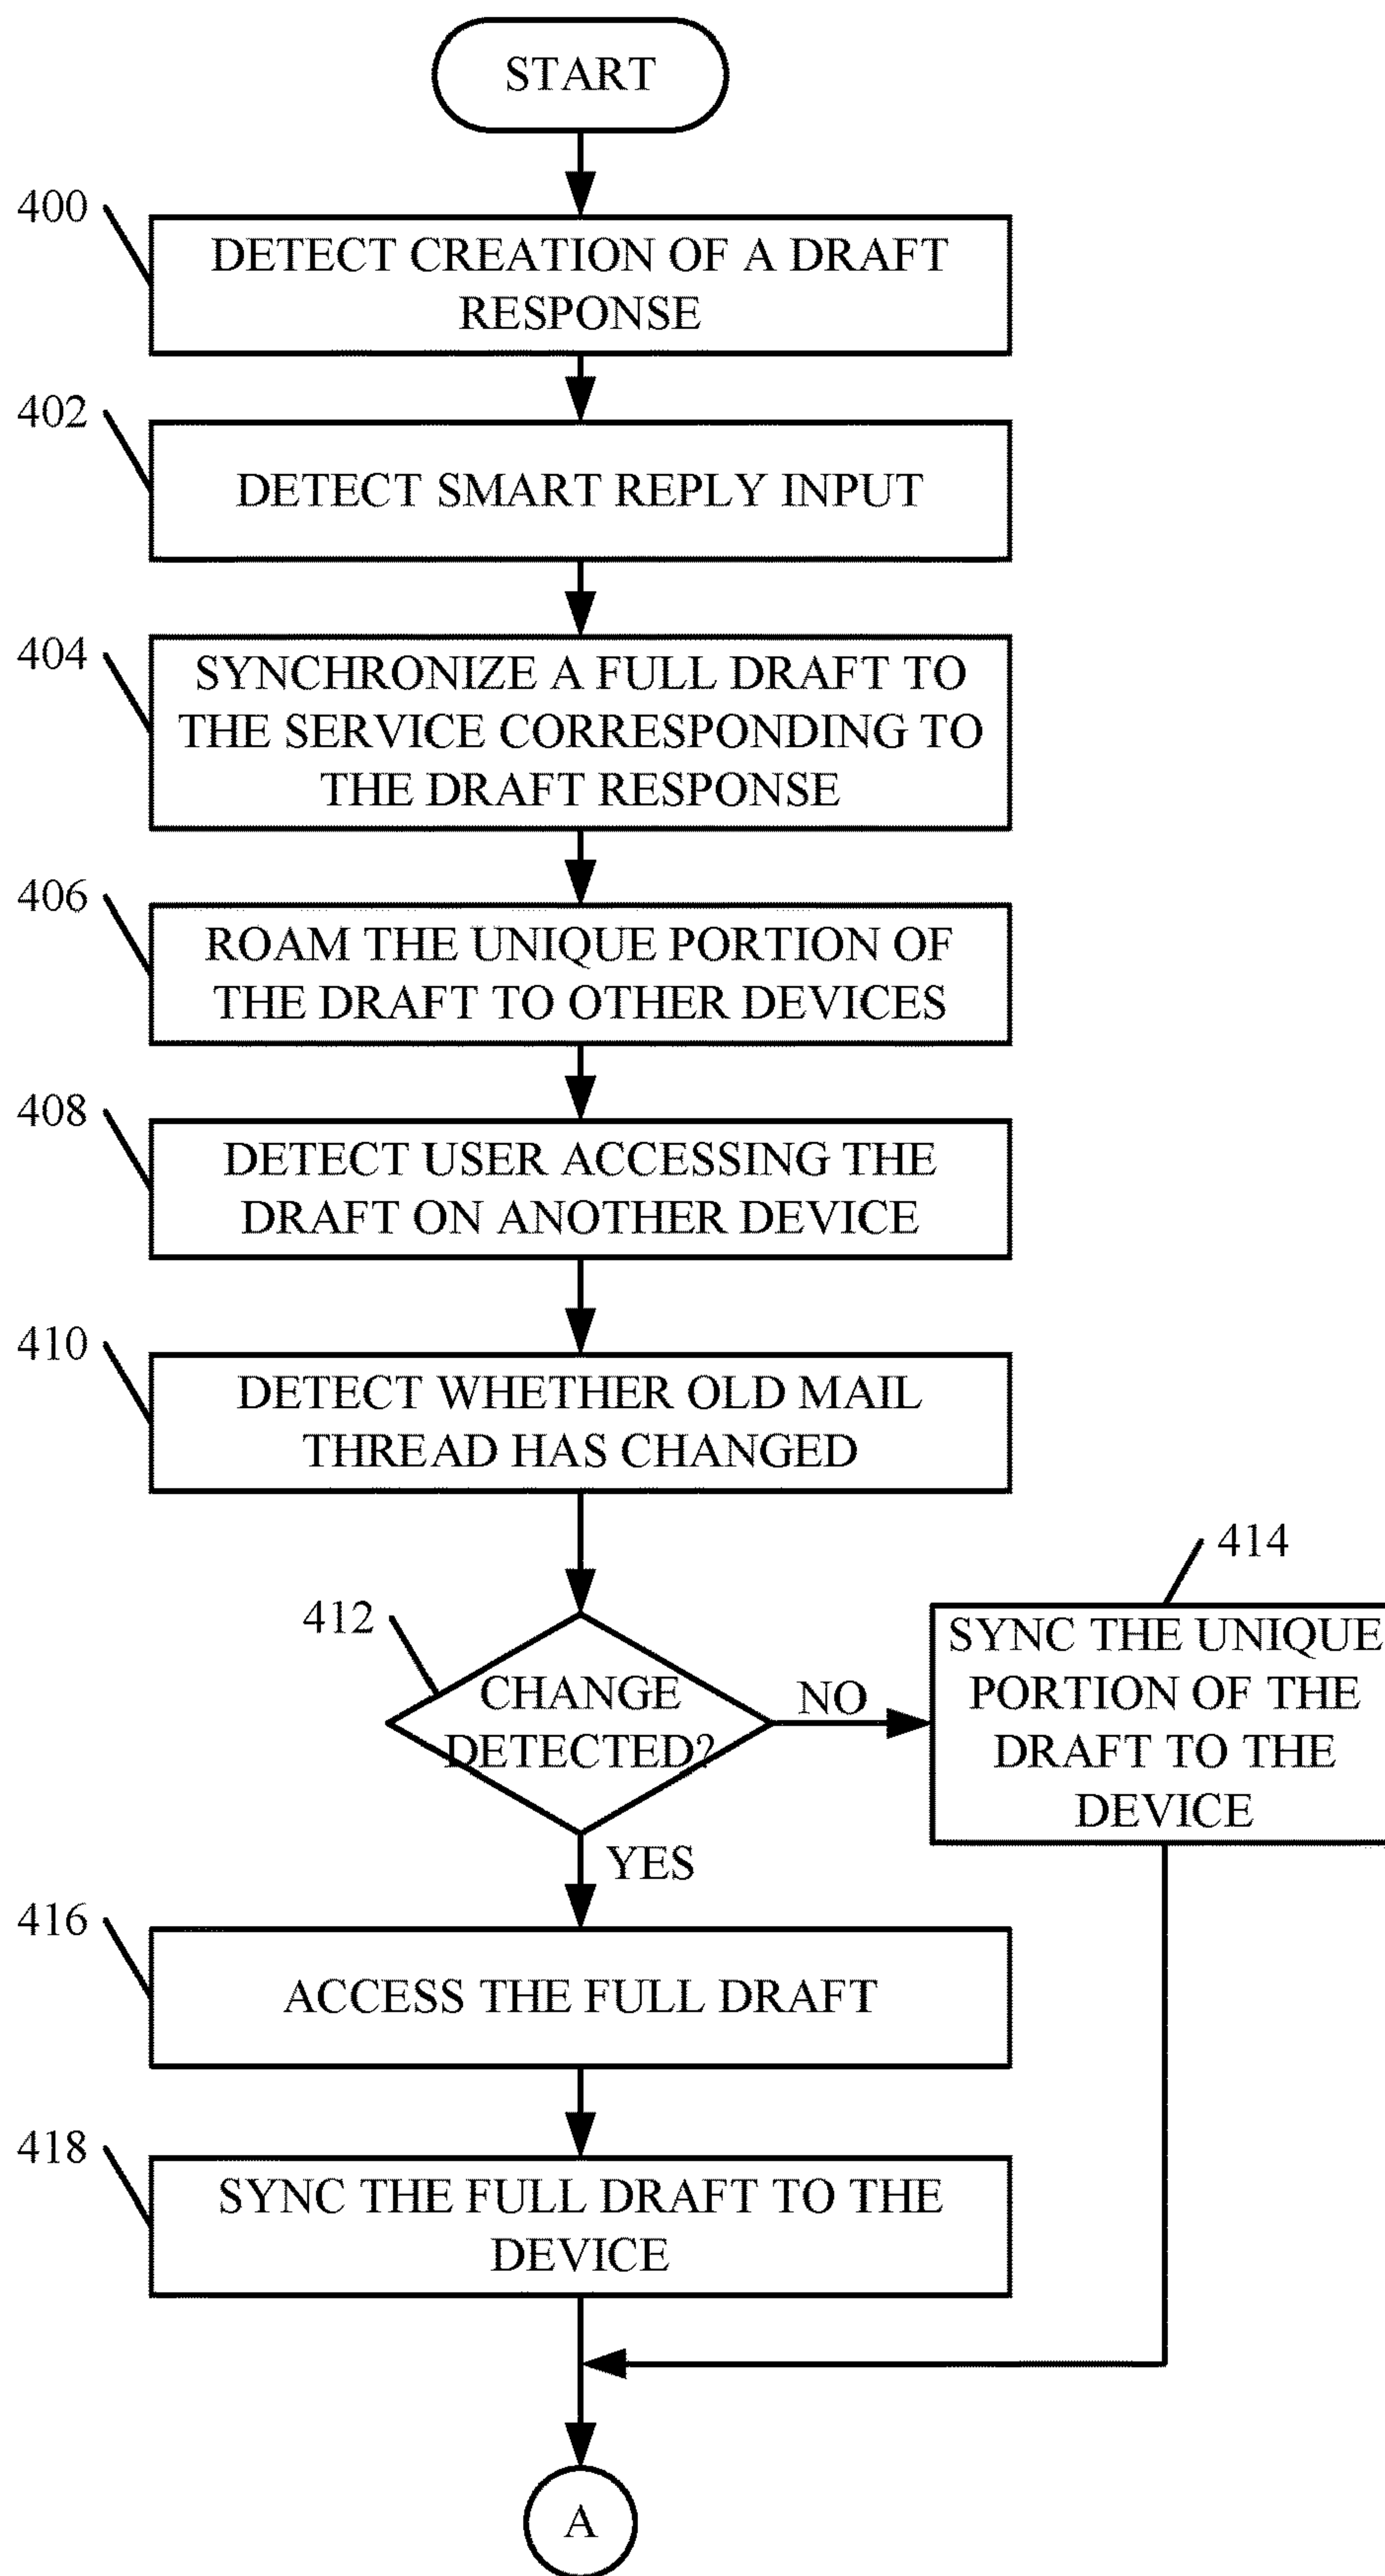 START
400
DETECT CREATION OF A DRAFT
RESPONSE
402
DETECT SMART REPLY INPUT
404
SYNCHRONIZE A FULL DRAFT TO
THE SERVICE CORRESPONDING TO
THE DRAFT RESPONSE
406
ROAM THE UNIQUE PORTION OF
THE DRAFT TO OTHER DEVICES
408
DETECT USER ACCESSING THE
DRAFT ON ANOTHER DEVICE
410
DETECT WHETHER OLD MAIL
THREAD HAS CHANGED
412
CHANGE
DETECTED?
NO
414
SYNC THE UNIQUE
PORTION OF THE
DRAFT TO THE
DEVICE
YES
416
ACCESS THE FULL DRAFT
418
SYNC THE FULL DRAFT TO THE
DEVICE
A